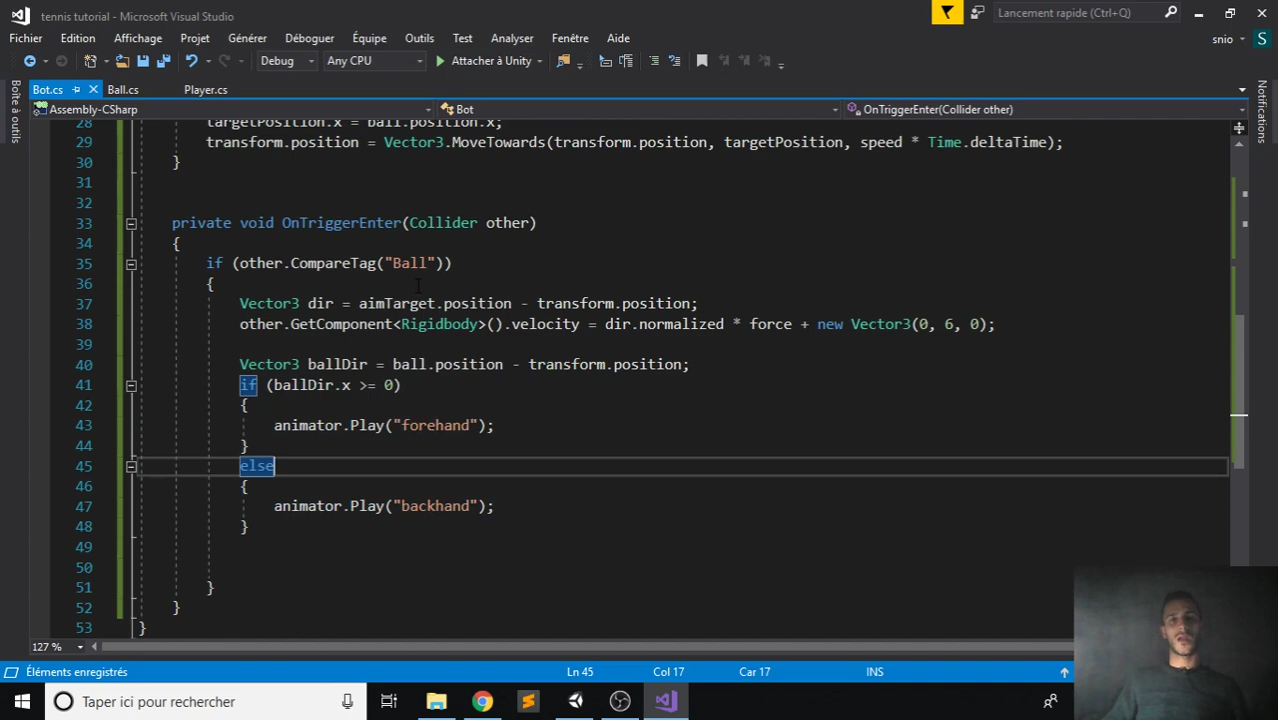 tennis tutorial - Microsoft Visual Studio
Lancement rapide (Ctrl+Q)
Fichier Edition Affichage Projet Générer Déboguer Équipe Outils Test Analyser Fenêtre Aide
snio S
Debug Any CPU Attacher à Unity
Boîte à outils
Bot.cs Ball.cs Player.cs
Notifications
Assembly-CSharp Bot OnTriggerEnter(Collider other)
28 targetPosition.x = ball.position.x;
29 transform.position = Vector3.MoveTowards(transform.position, targetPosition, speed * Time.deltaTime);
30 }
31
32
33 private void OnTriggerEnter(Collider other)
34 {
35 if (other.CompareTag("Ball"))
36 {
37 Vector3 dir = aimTarget.position - transform.position;
38 other.GetComponent<Rigidbody>().velocity = dir.normalized * force + new Vector3(0, 6, 0);
39
40 Vector3 ballDir = ball.position - transform.position;
41 if (ballDir.x >= 0)
42 {
43 animator.Play("forehand");
44 }
45 else
46 {
47 animator.Play("backhand");
48 }
49
50
51 }
52 }
53 }
127 %
Éléments enregistrés Ln 45 Col 17 Car 17 INS
Taper ici pour rechercher